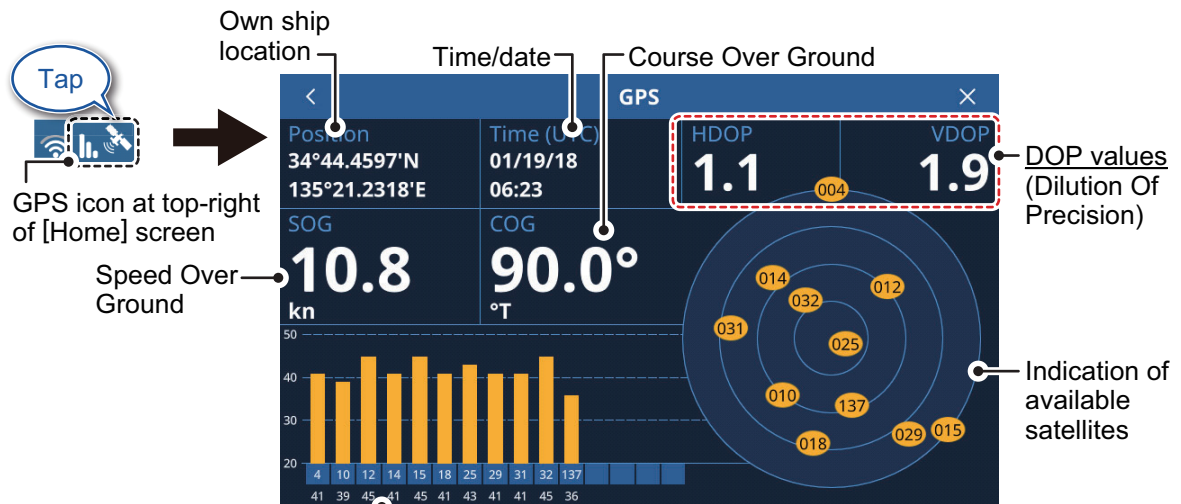 Own ship
location
Time/date
Course Over Ground
Tap
GPS
Position
34°44.4597'N
135°21.2318'E
Time (UTC)
01/19/18
06:23
HDOP
1.1
VDOP
1.9
DOP values
(Dilution Of
Precision)
GPS icon at top-right
of [Home] screen
SOG
10.8
kn
COG
90.0°
°T
Speed Over
Ground
004
014
012
032
031
025
010
137
018
029
015
Indication of
available
satellites
50
40
30
20
4 10 12 14 15 18 25 29 31 32 137
41 39 45 41 45 41 43 41 41 45 36